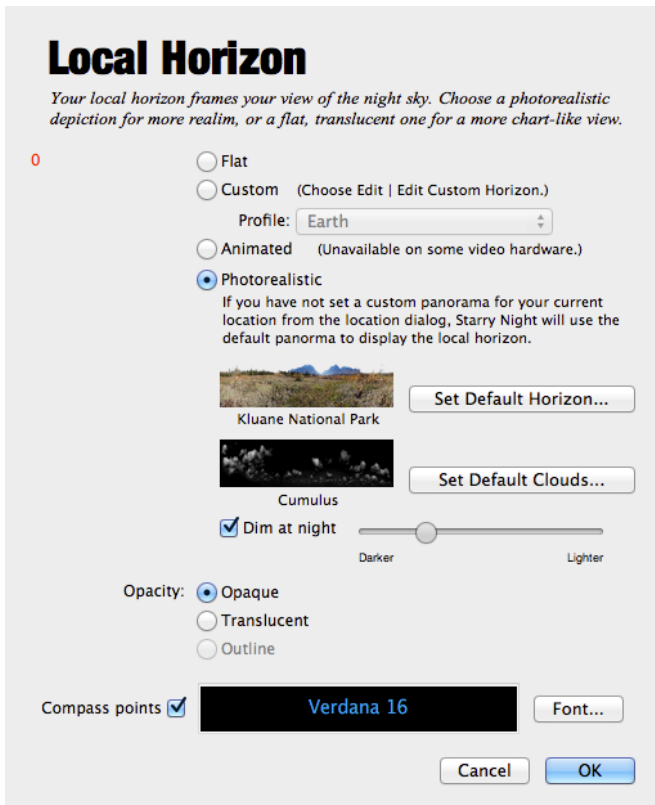 Local Horizon
Your local horizon frames your view of the night sky. Choose a photorealistic
depiction for more realim, or a flat, translucent one for a more chart-like view.
0
Flat
Custom (Choose Edit | Edit Custom Horizon.)
Profile: Earth
Animated (Unavailable on some video hardware.)
Photorealistic
If you have not set a custom panorama for your current
location from the location dialog, Starry Night will use the
default panorma to display the local horizon.
Set Default Horizon...
Kluane National Park
Set Default Clouds...
Cumulus
Dim at night
Darker Lighter
Opacity: Opaque
Translucent
Outline
Compass points Verdana 16 Font...
Cancel OK